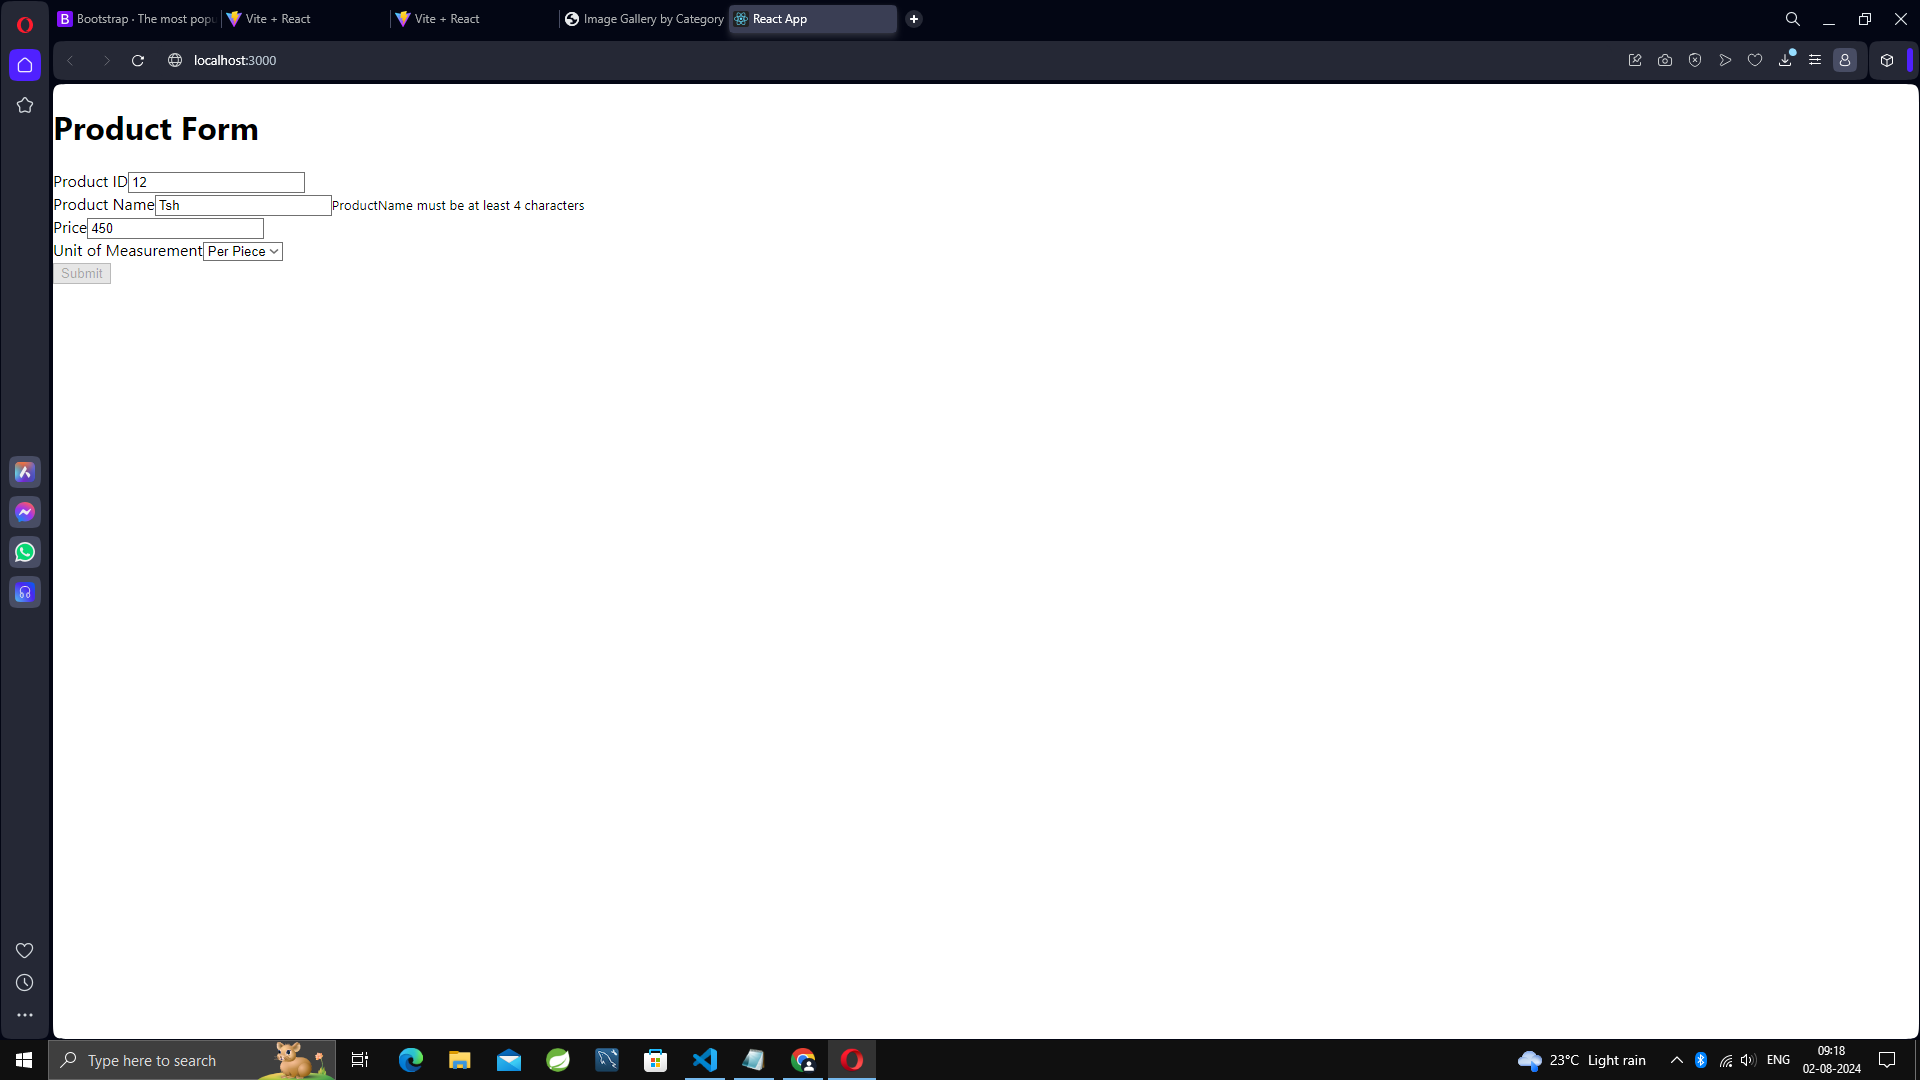 Bootstrap · The most popu
Vite + React
Vite + React
Image Gallery by Category
React App
localhost:3000
Product Form
Product ID 12
Product Name Tsh ProductName must be at least 4 characters
Price 450
Unit of Measurement Per Piece
Submit
Type here to search
23°C Light rain
ENG
09:18
02-08-2024